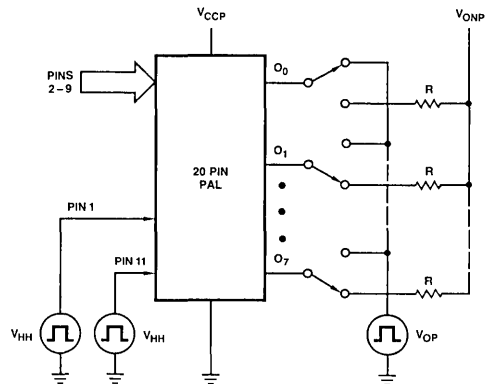 VCCP
VONP
PINS
2–9
O0
R
20 PIN
PAL
O1
R
PIN 1
PIN 11
O7
R
VHH
VHH
VOP